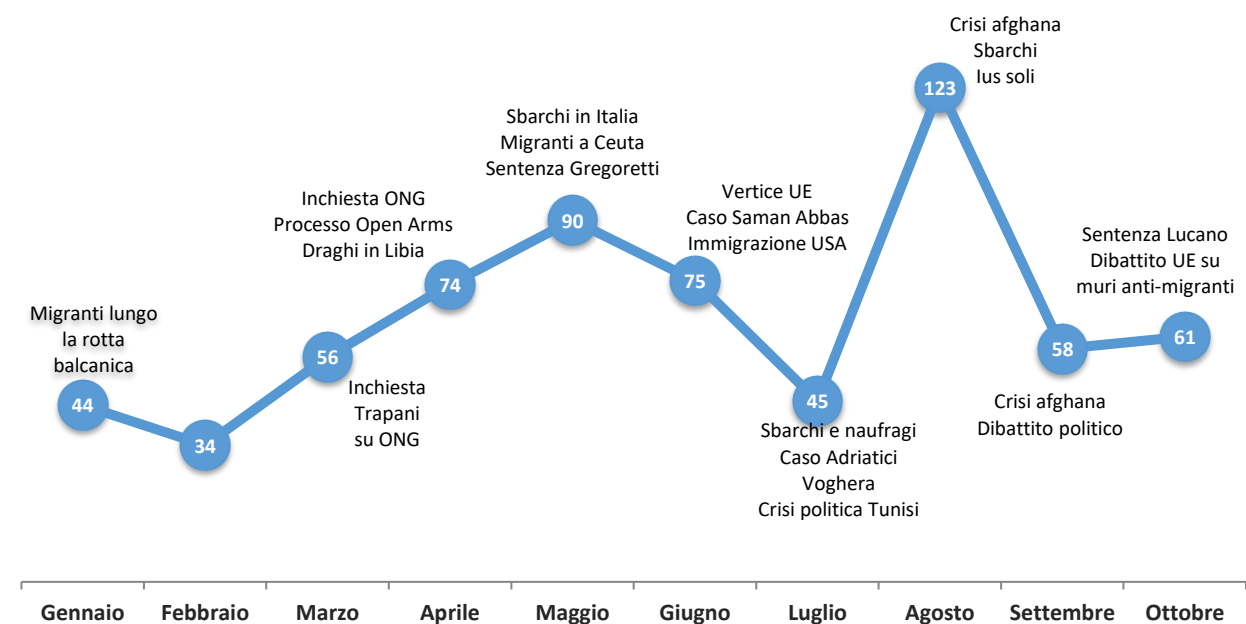 Crisi afghana
Sbarchi
Ius soli
123
Sbarchi in Italia
Migranti a Ceuta
Sentenza Gregoretti
90
Inchiesta ONG
Processo Open Arms
Draghi in Libia
74
Vertice UE
Caso Saman Abbas
Immigrazione USA
75
Sentenza Lucano
Dibattito UE su
muri anti-migranti
61
Migranti lungo
la rotta
balcanica
44
34
56
Inchiesta
Trapani
su ONG
45
Sbarchi e naufragi
Caso Adriatici
Voghera
Crisi politica Tunisi
58
Crisi afghana
Dibattito politico
Gennaio Febbraio Marzo Aprile Maggio Giugno Luglio Agosto Settembre Ottobre